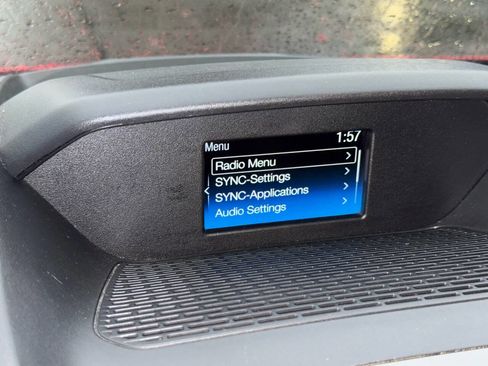 Menu 1:57
Radio Menu
SYNC-Settings
SYNC-Applications
Audio Settings